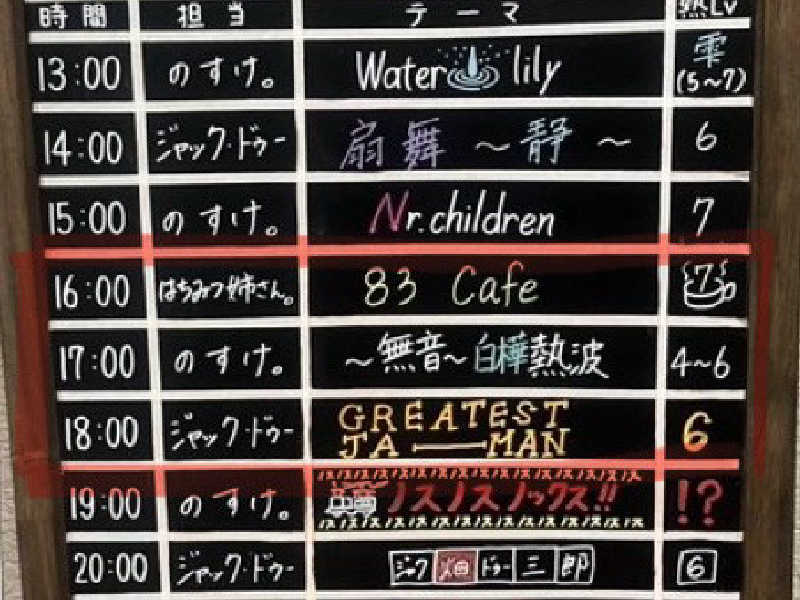 時間 担当 テーマ 熱Lv
13:00 のすけ。 Water lily 雫(5~7)
14:00 ジャック・ドゥー 扇舞 ～静～ 6
15:00 のすけ。 Nr.children 7
16:00 はちみつ姉さん。 83 Cafe 7
17:00 のすけ。 ～無音～白樺熱波 4~6
18:00 ジャック・ドゥー GREATEST JA―MAN 6
19:00 のすけ。 ノスノスノックス!! !?
20:00 ジャック・ドゥー ジャック畑ドゥー三郎 6